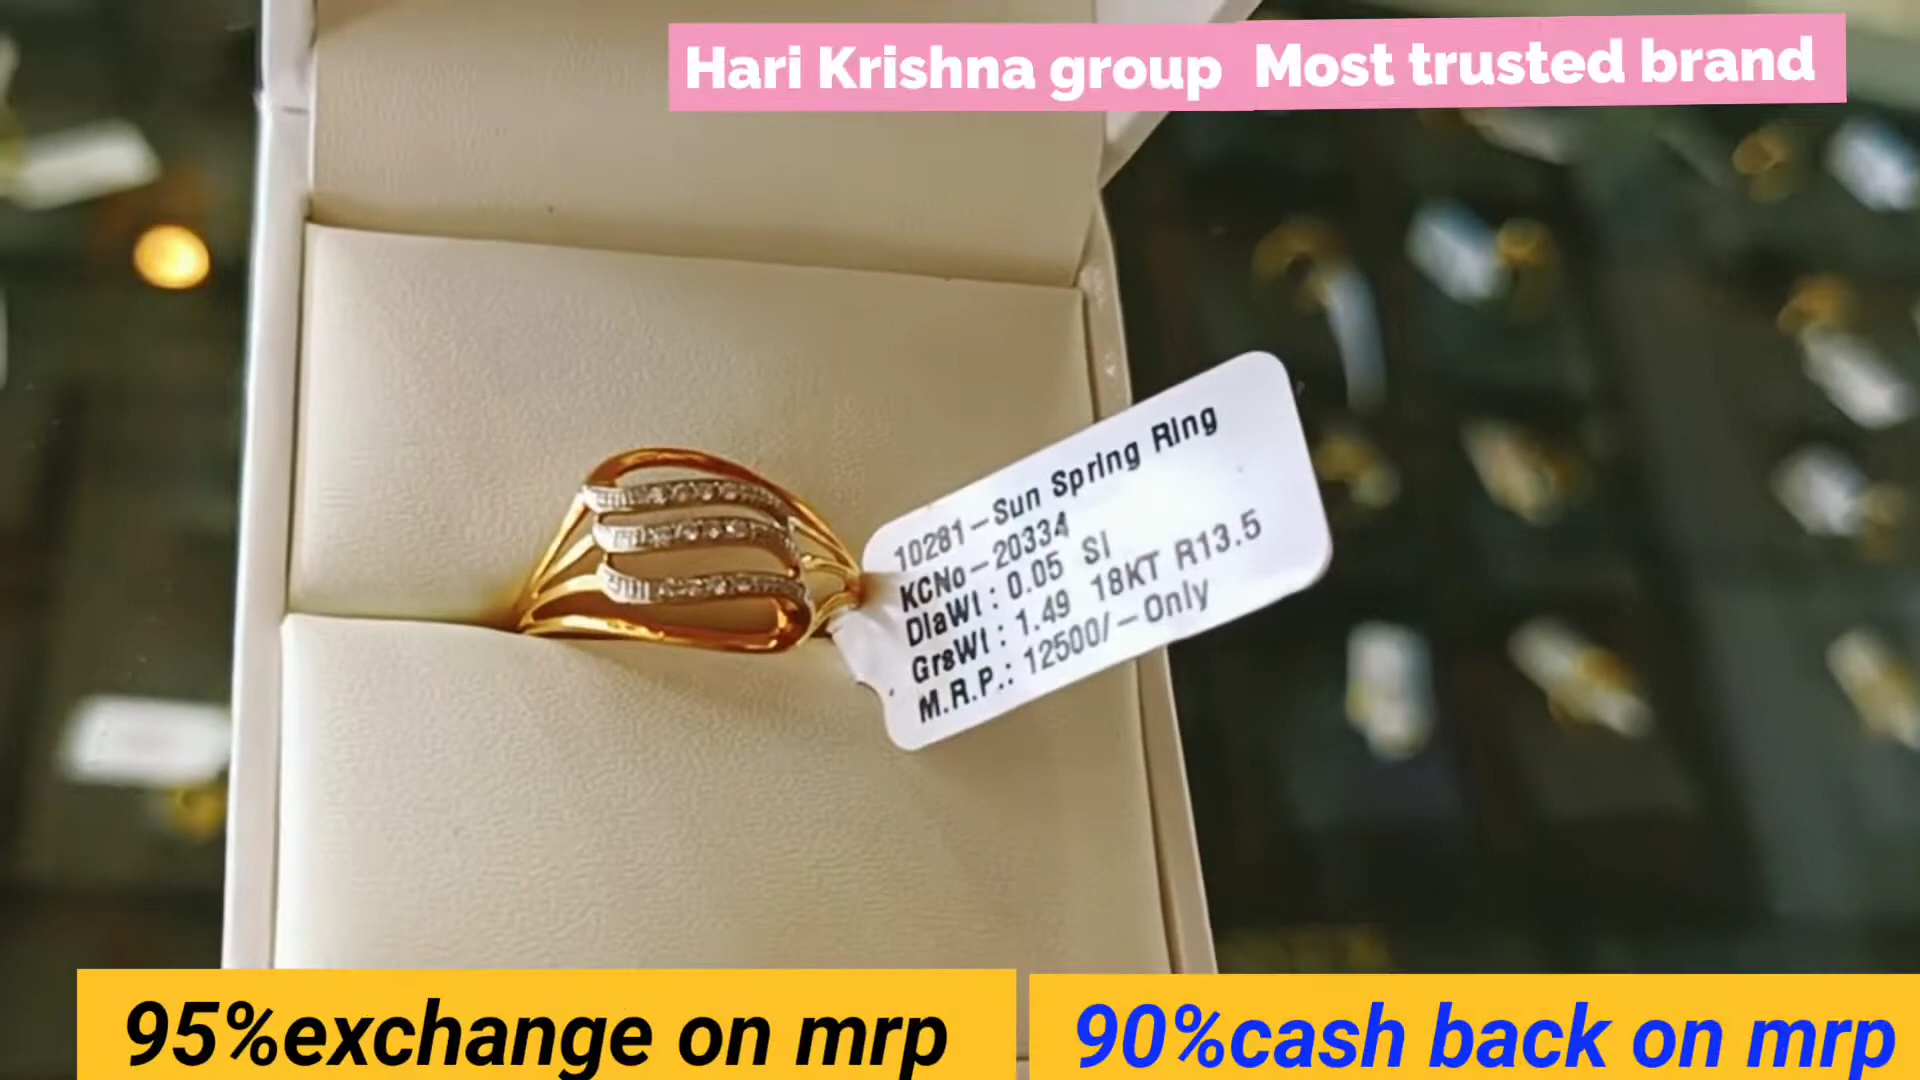 Hari Krishna group Most trusted brand
10281-Sun Spring Ring
KCNo-20334
DiaWt : 0.05 SI
GrsWt : 1.49 18KT R13.5
M.R.P.: 12500/-Only
95%exchange on mrp
90%cash back on mrp